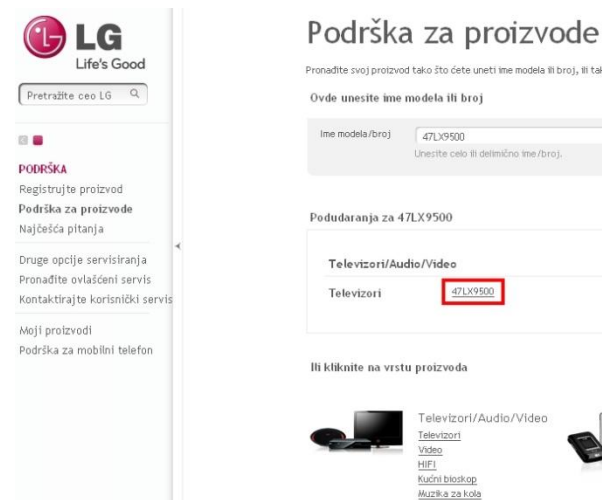 LG
Life's Good
Pretražite ceo LG
PODRŠKA
Registrujte proizvod
Podrška za proizvode
Najčešća pitanja
Druge opcije servisiranja
Pronađite ovlašćeni servis
Kontaktirajte korisnički servis
Moji proizvodi
Podrška za mobilni telefon
Podrška za proizvode
Pronađite svoj proizvod tako što ćete uneti ime modela ili broj, ili
Ovde unesite ime modela ili broj
Ime modela/broj
47LX9500
Unesite celo ili delimično ime/broj.
Podudaranja za 47LX9500
Televizori/Audio/Video
Televizori
47LX9500
Ili kliknite na vrstu proizvoda
Televizori/Audio/Video
Televizori
Video
HIFI
Kućni bioskop
Muzika za kola